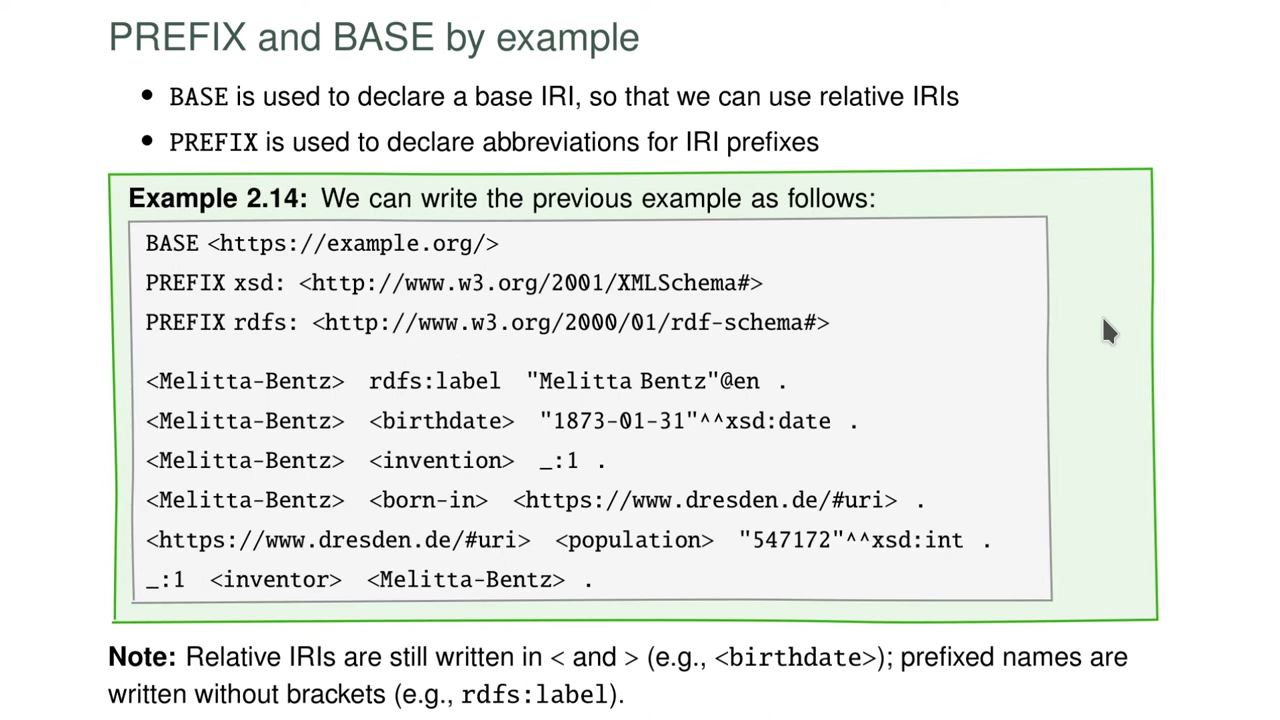 PREFIX and BASE by example
• BASE is used to declare a base IRI, so that we can use relative IRIs
• PREFIX is used to declare abbreviations for IRI prefixes
Example 2.14: We can write the previous example as follows:
BASE <https://example.org/>
PREFIX xsd: <http://www.w3.org/2001/XMLSchema#>
PREFIX rdfs: <http://www.w3.org/2000/01/rdf-schema#>
<Melitta-Bentz> rdfs:label "Melitta Bentz"@en .
<Melitta-Bentz> <birthdate> "1873-01-31"^^xsd:date .
<Melitta-Bentz> <invention> _:1 .
<Melitta-Bentz> <born-in> <https://www.dresden.de/#uri> .
<https://www.dresden.de/#uri> <population> "547172"^^xsd:int .
_:1 <inventor> <Melitta-Bentz> .
Note: Relative IRIs are still written in < and > (e.g., <birthdate>); prefixed names are
written without brackets (e.g., rdfs:label).